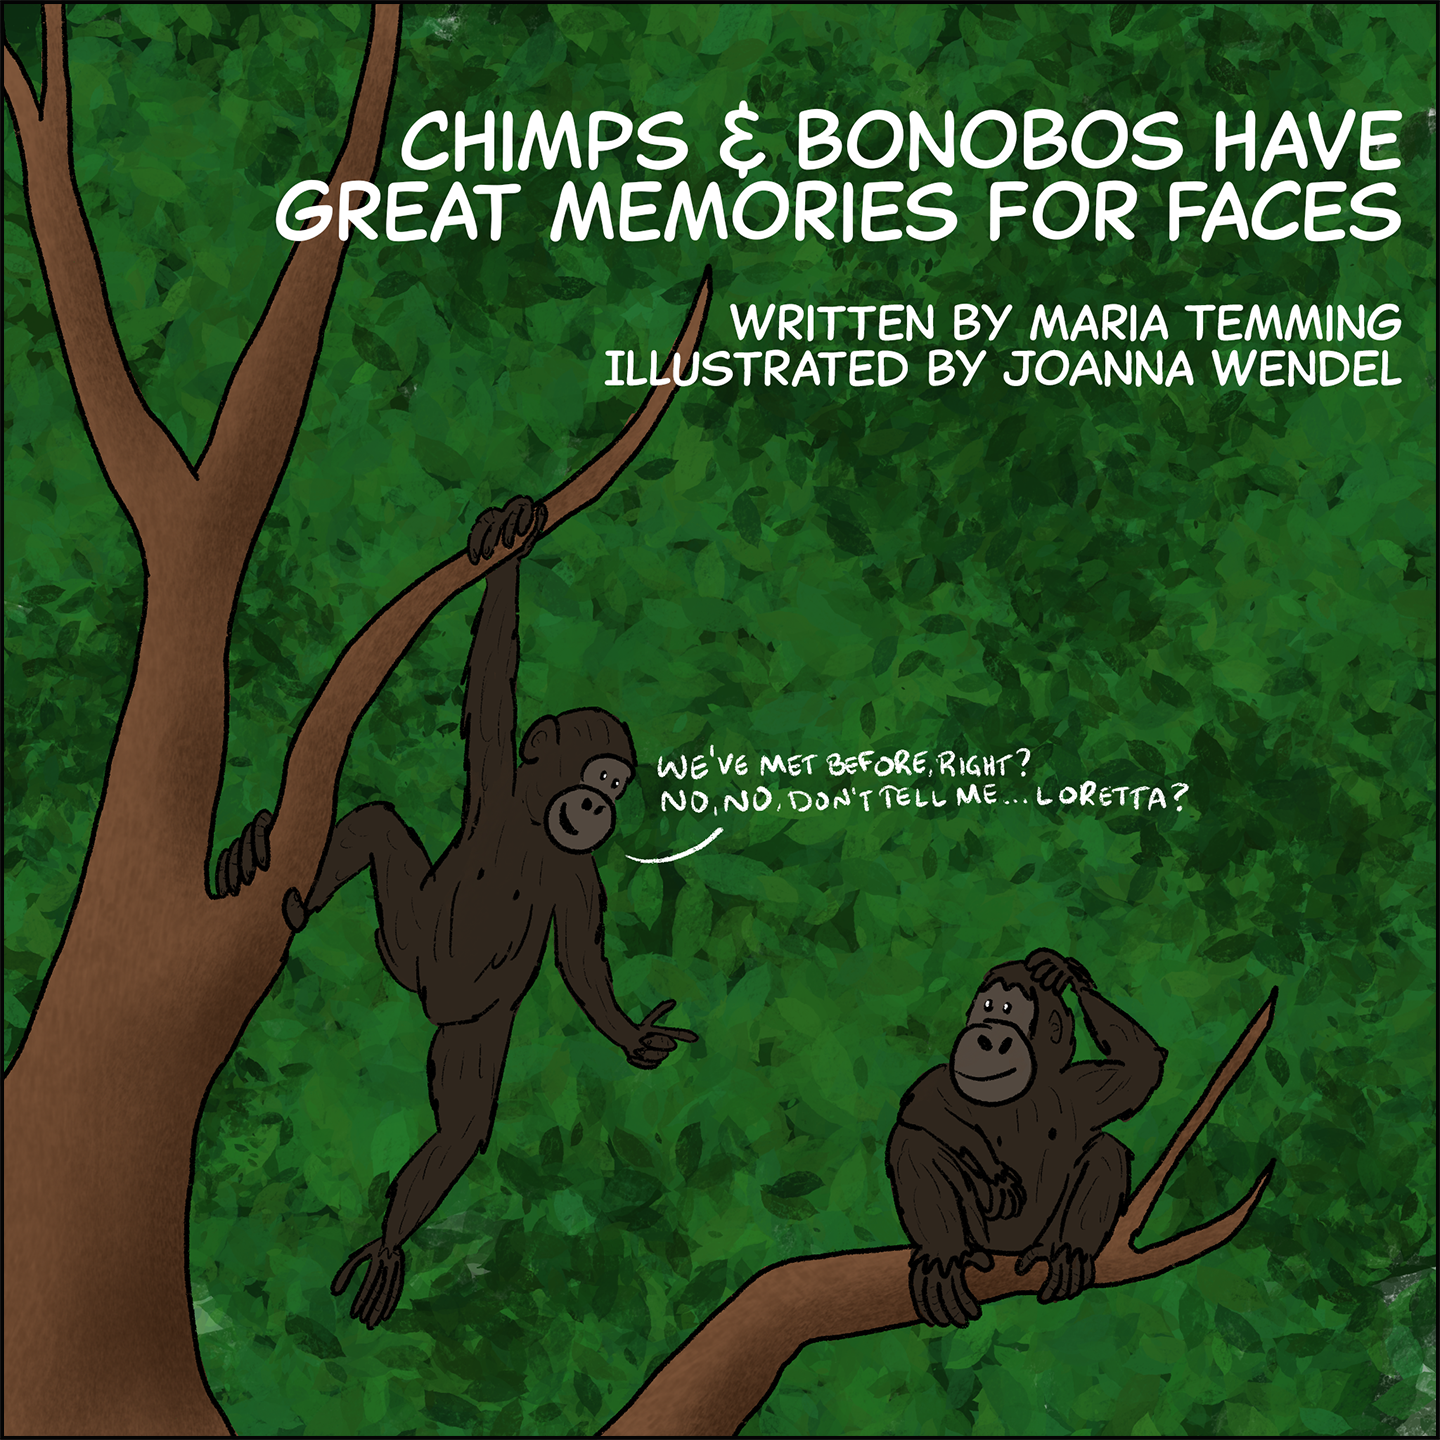 CHIMPS & BONOBOS HAVE
GREAT MEMORIES FOR FACES
WRITTEN BY MARIA TEMMING
ILLUSTRATED BY JOANNA WENDEL
WE'VE MET BEFORE, RIGHT?
NO, NO, DON'T TELL ME... LORETTA?